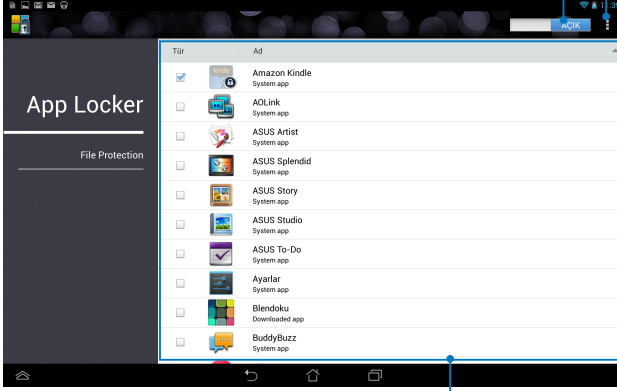 AÇIK
App Locker
File Protection
Tür Ad
kindle
Amazon Kindle
System app
AOLink
System app
ASUS Artist
System app
ASUS Splendid
System app
ASUS Story
System app
ASUS Studio
System app
ASUS To-Do
System app
Ayarlar
System app
Blendoku
Downloaded app
BuddyBuzz
System app